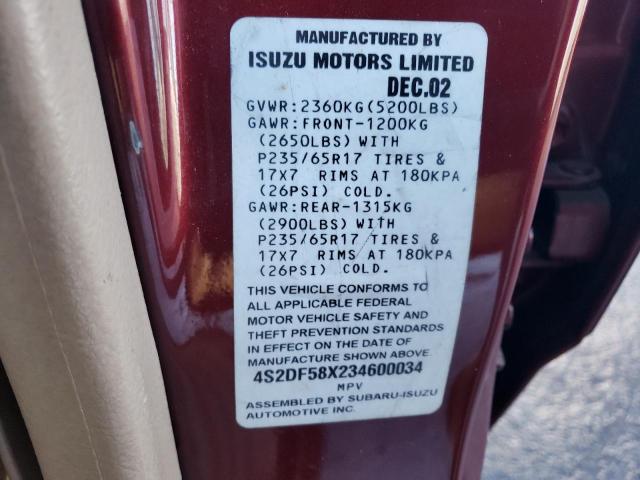 MANUFACTURED BY
ISUZU MOTORS LIMITED
DEC.02
GVWR:2360KG(5200LBS)
GAWR:FRONT-1200KG
(2650LBS) WITH
P235/65R17 TIRES &
17X7 RIMS AT 180KPA
(26PSI) COLD.
GAWR:REAR-1315KG
(2900LBS) WITH
P235/65R17 TIRES &
17X7 RIMS AT 180KPA
(26PSI) COLD.
THIS VEHICLE CONFORMS TO
ALL APPLICABLE FEDERAL
MOTOR VEHICLE SAFETY AND
THEFT PREVENTION STANDARDS
IN EFFECT ON THE DATE OF
MANUFACTURE SHOWN ABOVE.
4S2DF58X234600034
MPV
ASSEMBLED BY SUBARU-ISUZU
AUTOMOTIVE INC.